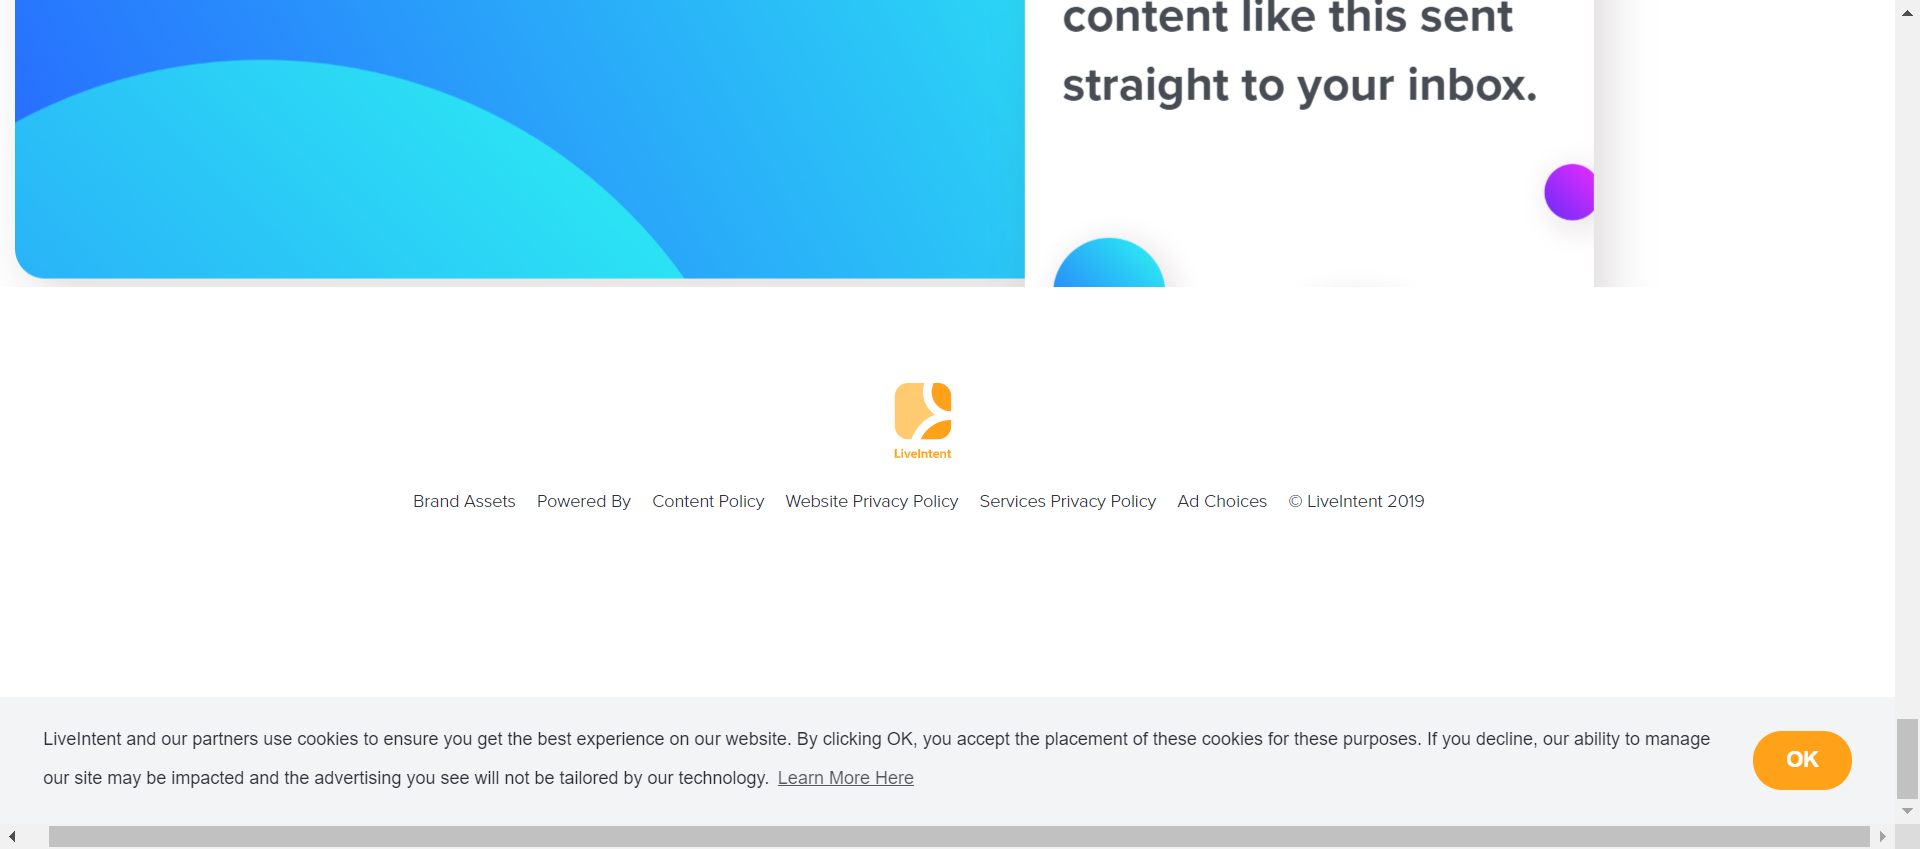 content like this sent
straight to your inbox.
LiveIntent
Brand Assets Powered By Content Policy Website Privacy Policy Services Privacy Policy Ad Choices © LiveIntent 2019
LiveIntent and our partners use cookies to ensure you get the best experience on our website. By clicking OK, you accept the placement of these cookies for these purposes. If you decline, our ability to manage
our site may be impacted and the advertising you see will not be tailored by our technology. Learn More Here
OK